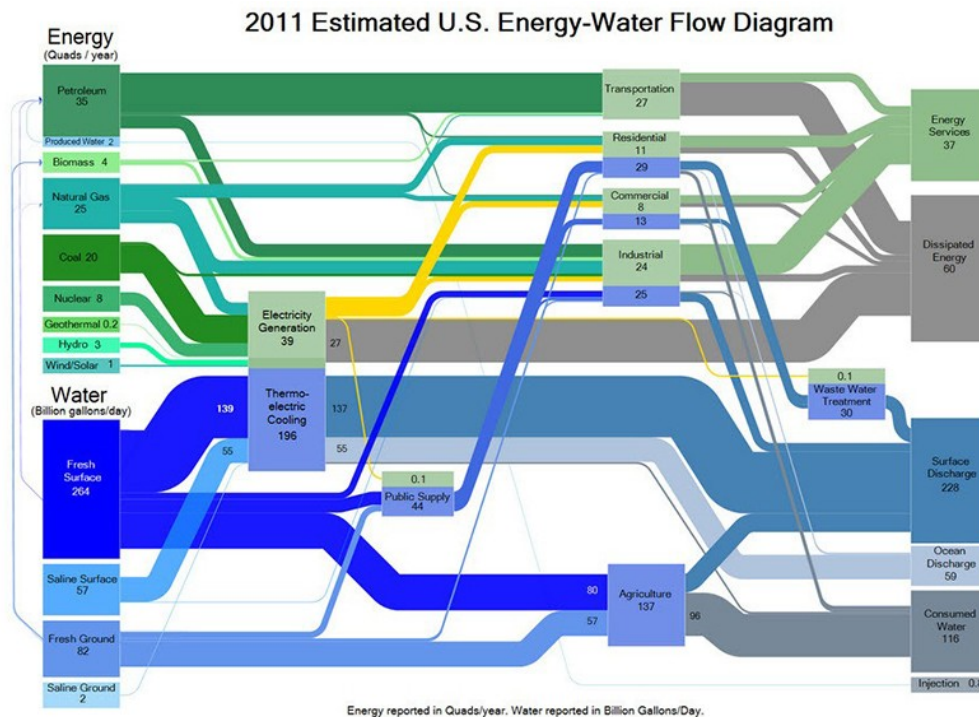 2011 Estimated U.S. Energy-Water Flow Diagram
Energy
(Quads / year)
Petroleum
35
Produced Water 2
Biomass 4
Natural Gas
25
Coal 20
Nuclear 8
Geothermal 0.2
Hydro 3
Wind/Solar 1
Water
(Billion gallons/day)
Fresh
Surface
264
Saline Surface
57
Fresh Ground
82
Saline Ground
2
139
55
Electricity
Generation
39
Thermo-
electric
Cooling
196
27
137
55
0.1
Public Supply
44
Transportation
27
Residential
11
29
Commercial
8
13
Industrial
24
25
80
57
Agriculture
137
96
0.1
Waste Water
Treatment
30
Energy
Services
37
Dissipated
Energy
60
Surface
Discharge
228
Ocean
Discharge
59
Consumed
Water
116
Injection 0.8
Energy reported in Quads/year. Water reported in Billion Gallons/Day.